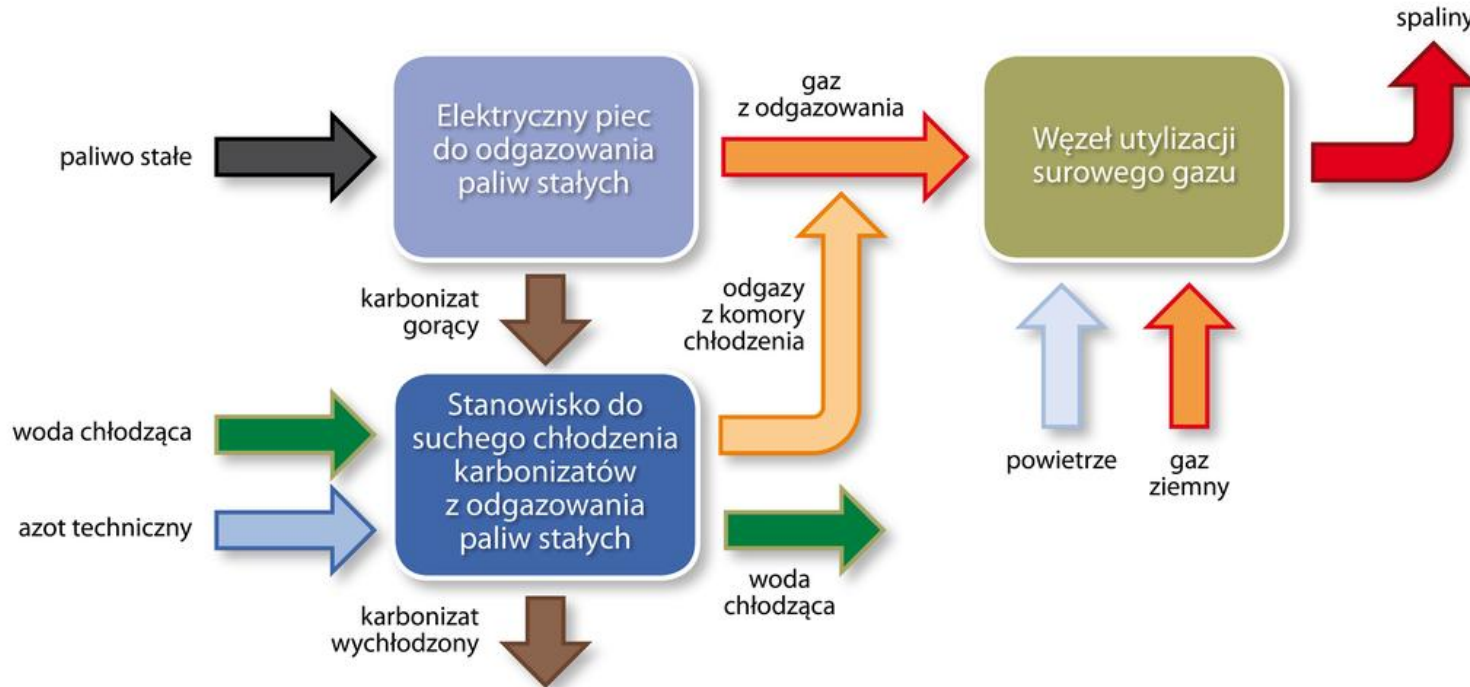 spaliny
paliwo stałe
Elektryczny piec
do odgazowania
paliw stałych
gaz
z odgazowania
Węzeł utylizacji
surowego gazu
karbonizat
gorący
odgazy
z komory
chłodzenia
woda chłodząca
azot techniczny
Stanowisko do
suchego chłodzenia
karbonizatów
z odgazowania
paliw stałych
powietrze
gaz
ziemny
woda
chłodząca
karbonizat
wychłodzony